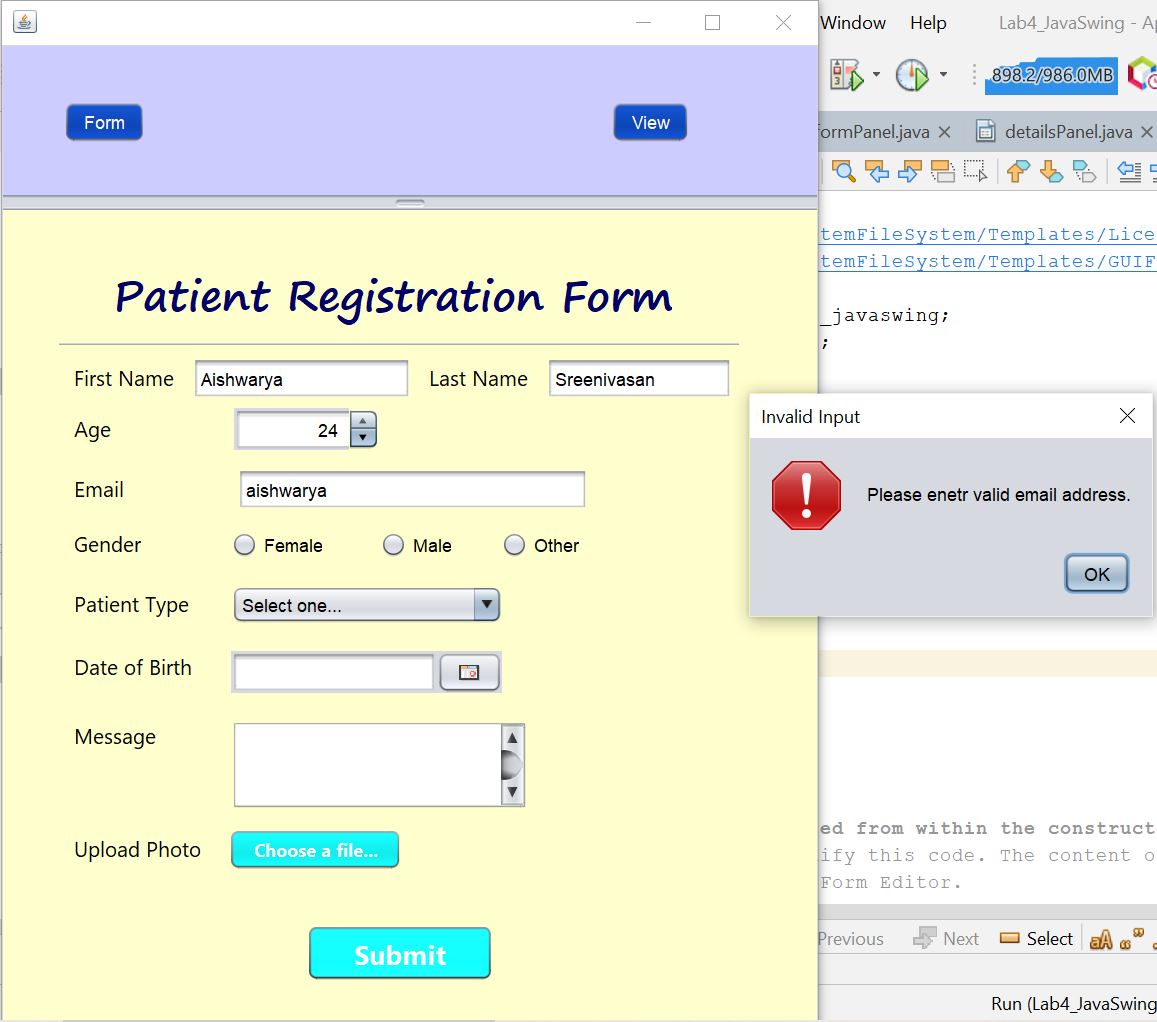 Window Help Lab4_JavaSwing - Ap
898.2/986.0MB
Form View
formPanel.java detailsPanel.java
temFileSystem/Templates/Lice
temFileSystem/Templates/GUIF
_javaswing;
;
Patient Registration Form
First Name Aishwarya Last Name Sreenivasan
Age 24
Email aishwarya
Gender Female Male Other
Patient Type Select one...
Date of Birth
Message
Upload Photo Choose a file...
Submit
Invalid Input
Please enetr valid email address.
OK
ed from within the construct
ify this code. The content o
Form Editor.
Previous Next Select
Run (Lab4_JavaSwing